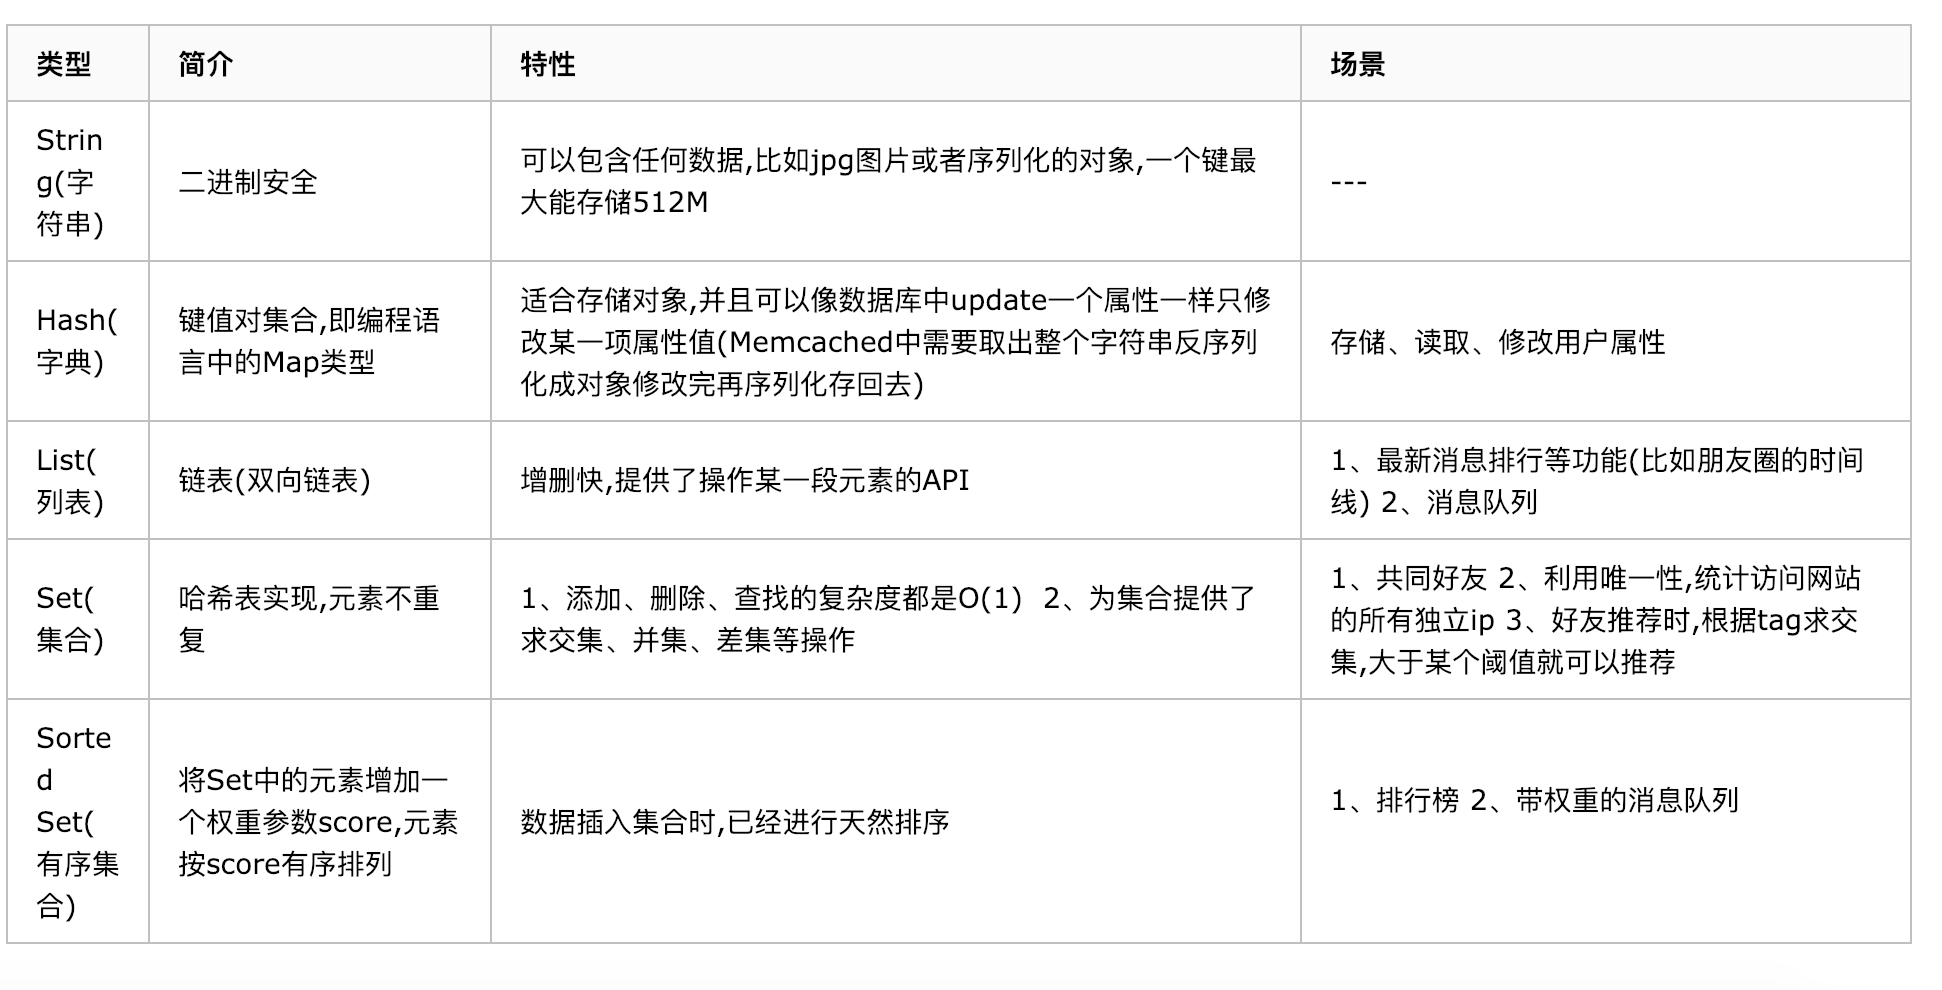 类型
简介
特性
场景
Strin
g(字
符串)
二进制安全
可以包含任何数据,比如jpg图片或者序列化的对象,一个键最
大能存储512M
---
Hash(
字典)
键值对集合,即编程语
言中的Map类型
适合存储对象,并且可以像数据库中update一个属性一样只修
改某一项属性值(Memcached中需要取出整个字符串反序列
化成对象修改完再序列化存回去)
存储、读取、修改用户属性
List(
列表)
链表(双向链表)
增删快,提供了操作某一段元素的API
1、最新消息排行等功能(比如朋友圈的时间
线) 2、消息队列
Set(
集合)
哈希表实现,元素不重
复
1、添加、删除、查找的复杂度都是O(1)  2、为集合提供了
求交集、并集、差集等操作
1、共同好友 2、利用唯一性,统计访问网站
的所有独立ip 3、好友推荐时,根据tag求交
集,大于某个阈值就可以推荐
Sorte
d
Set(
有序集
合)
将Set中的元素增加一
个权重参数score,元素
按score有序排列
数据插入集合时,已经进行天然排序
1、排行榜 2、带权重的消息队列